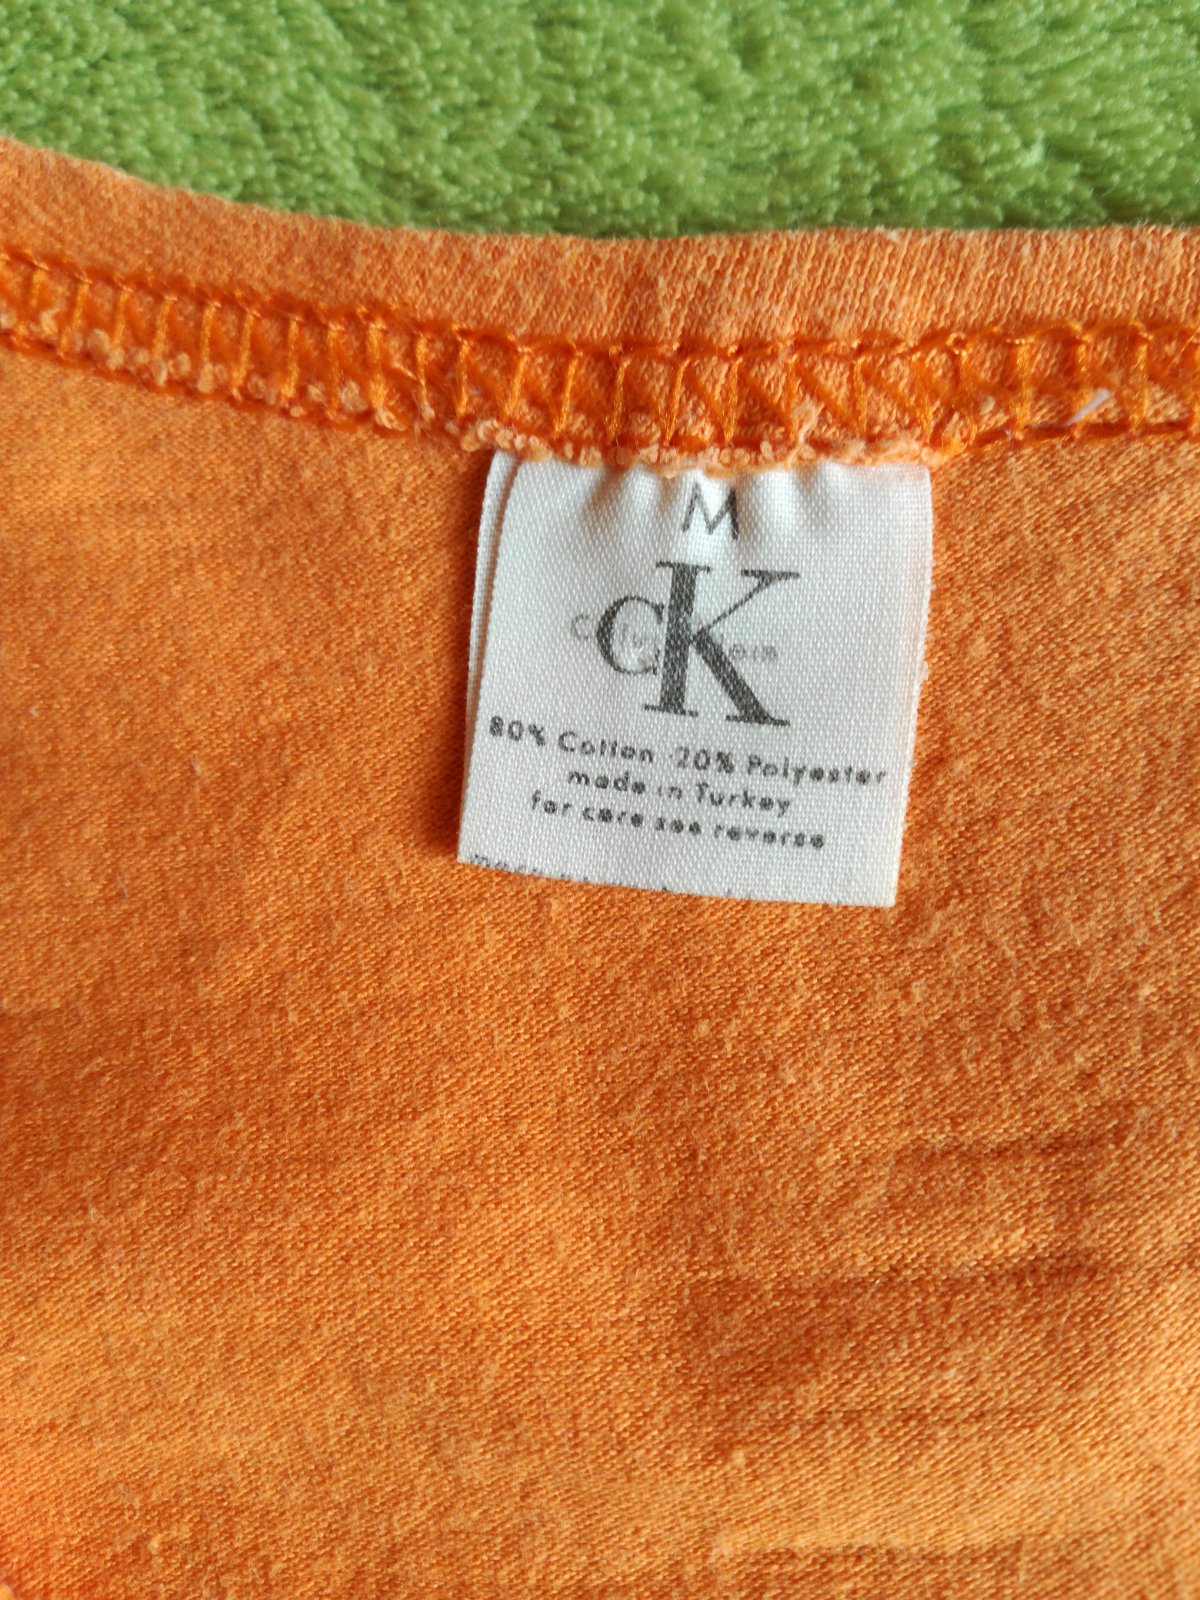 M
cK
80% Cotton 20% Polyester
made in Turkey
for care see reverse